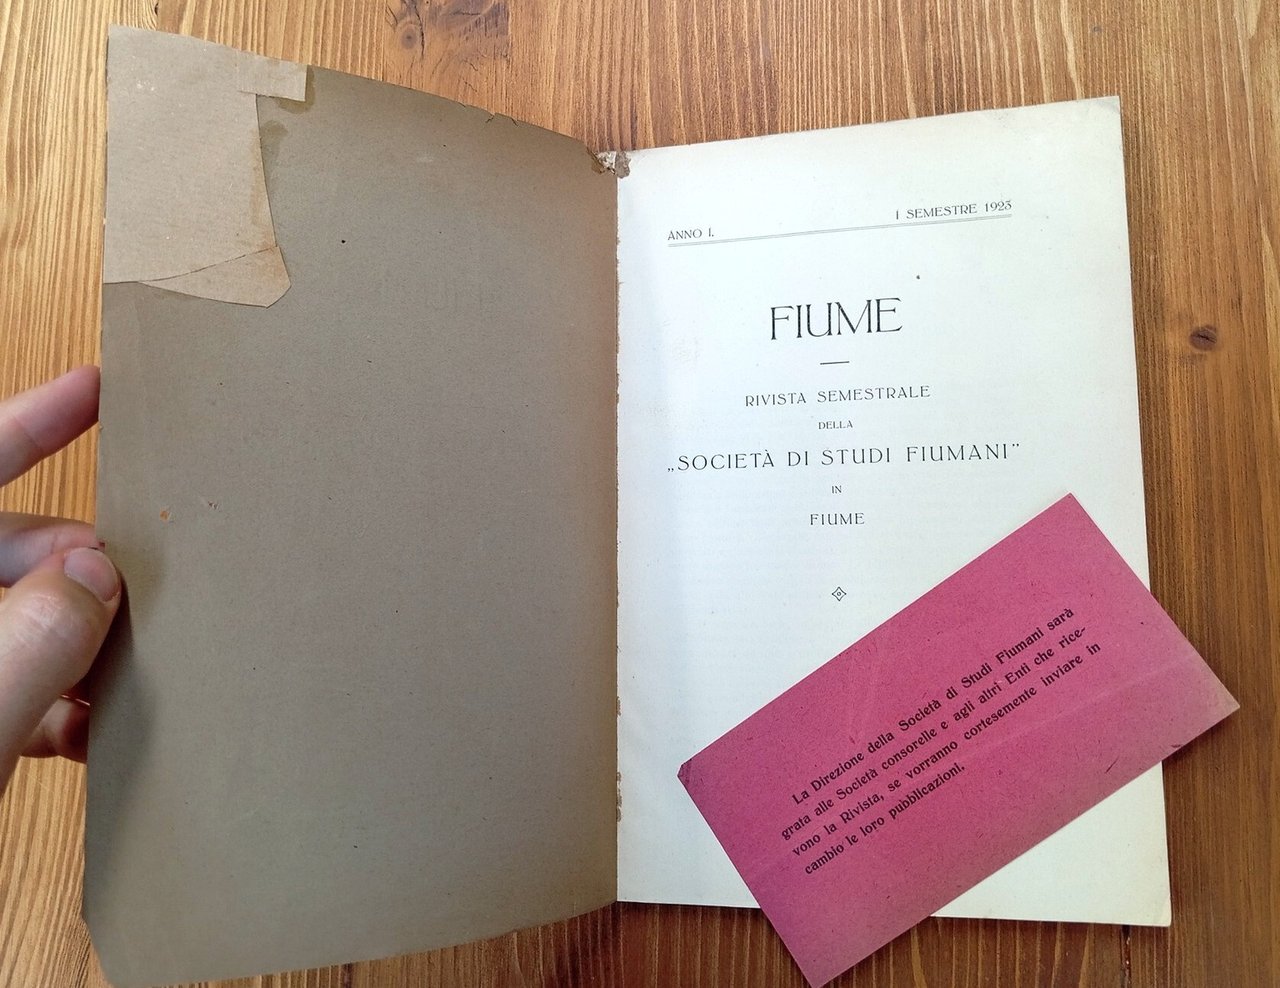 ANNO I.
I SEMESTRE 1923
FIUME
RIVISTA SEMESTRALE
DELLA
„SOCIETÀ DI STUDI FIUMANI”
IN
FIUME
La Direzione della Società di Studi Fiumani sarà
grata alle Società consorelle e agli altri Enti che rice-
vono la Rivista, se vorranno cortesemente inviare in
cambio le loro pubblicazioni.